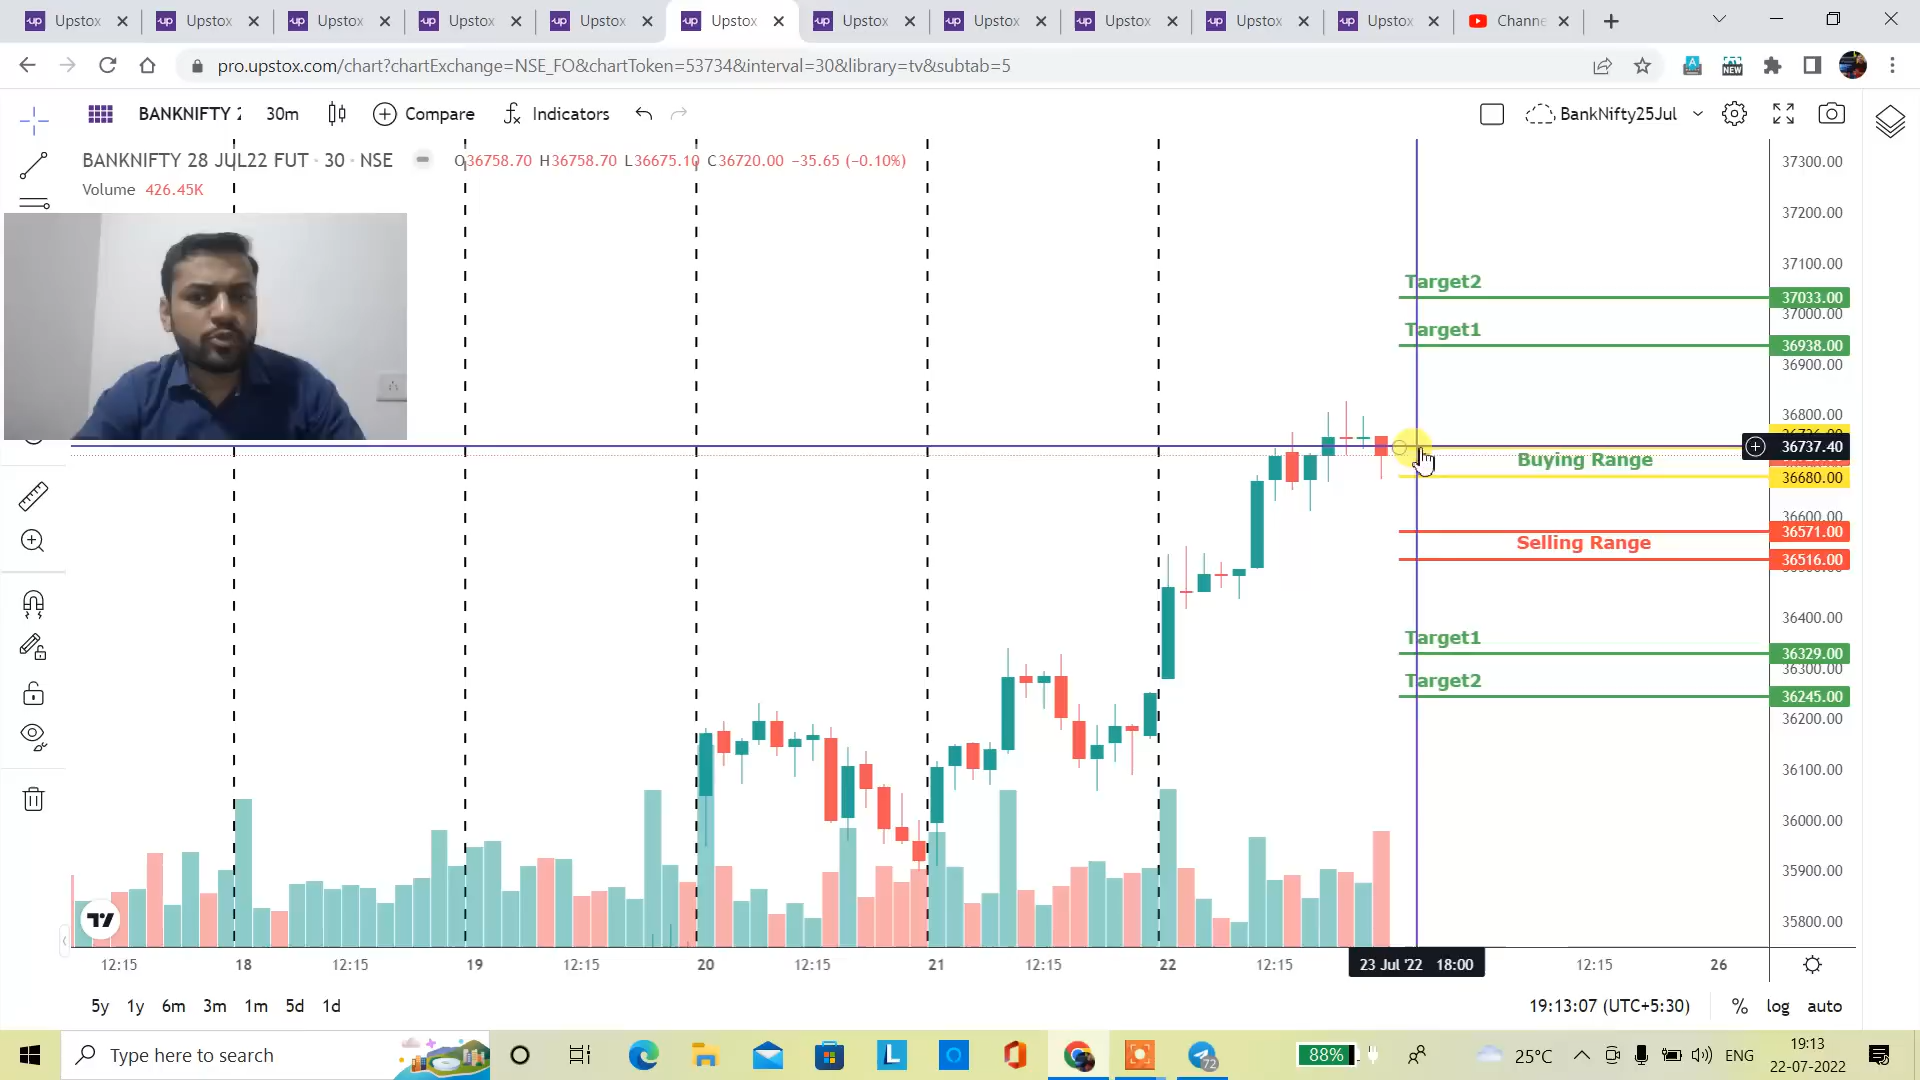 Upstox
Upstox
Upstox
Upstox
Upstox
Upstox
Upstox
Upstox
Upstox
Upstox
Upstox
Channe
pro.upstox.com/chart?chartExchange=NSE_FO&chartToken=53734&interval=30&library=tv&subtab=5
BANKNIFTY 30m Compare Indicators BankNifty25Jul
BANKNIFTY 28 JUL22 FUT · 30 · NSE O36758.70 H36758.70 L36675.10 C36720.00 −35.65 (−0.10%)
Volume 426.45K
37300.00
37200.00
37100.00
Target2
37033.00
37000.00
Target1
36938.00
36900.00
36800.00
36737.40
Buying Range
36680.00
36600.00
36571.00
Selling Range
36516.00
36400.00
Target1
36329.00
36300.00
Target2
36245.00
36200.00
36100.00
36000.00
35900.00
35800.00
12:15 18 12:15 19 12:15 20 12:15 21 12:15 22 12:15 23 Jul '22 18:00 12:15 26
5y 1y 6m 3m 1m 5d 1d 19:13:07 (UTC+5:30) % log auto
Type here to search
72
88%
25°C
ENG
19:13
22-07-2022
NEW